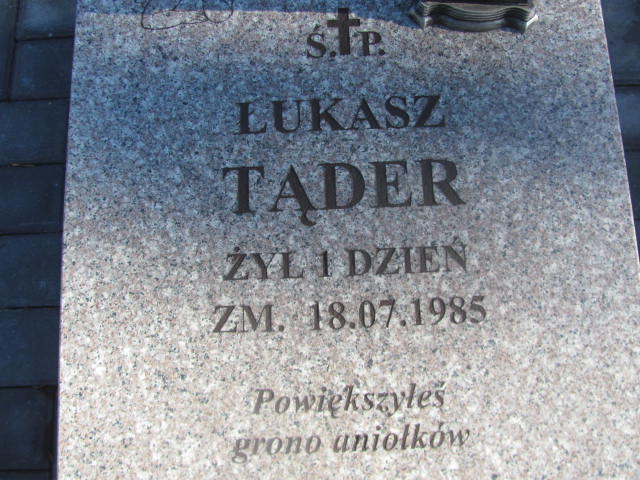 Ś.P.
ŁUKASZ
TĄDER
ŻYŁ 1 DZIEŃ
ZM. 18.07.1985
Powiększyłeś
grono aniołków